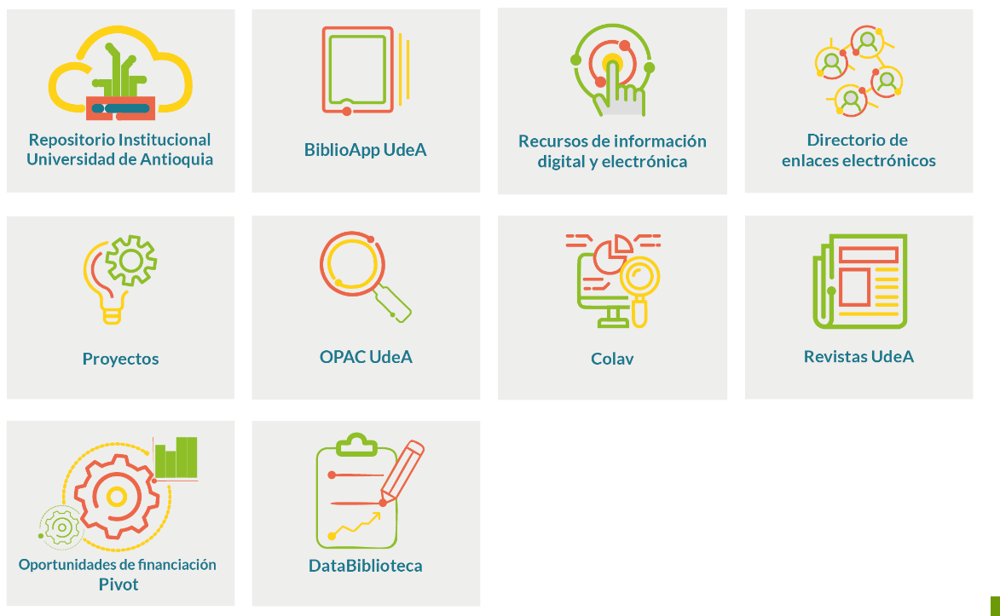 Repositorio Institucional
Universidad de Antioquia
BiblioApp UdeA
Recursos de información
digital y electrónica
Directorio de
enlaces electrónicos
Proyectos
OPAC UdeA
Colav
Revistas UdeA
Oportunidades de financiación
Pivot
DataBiblioteca